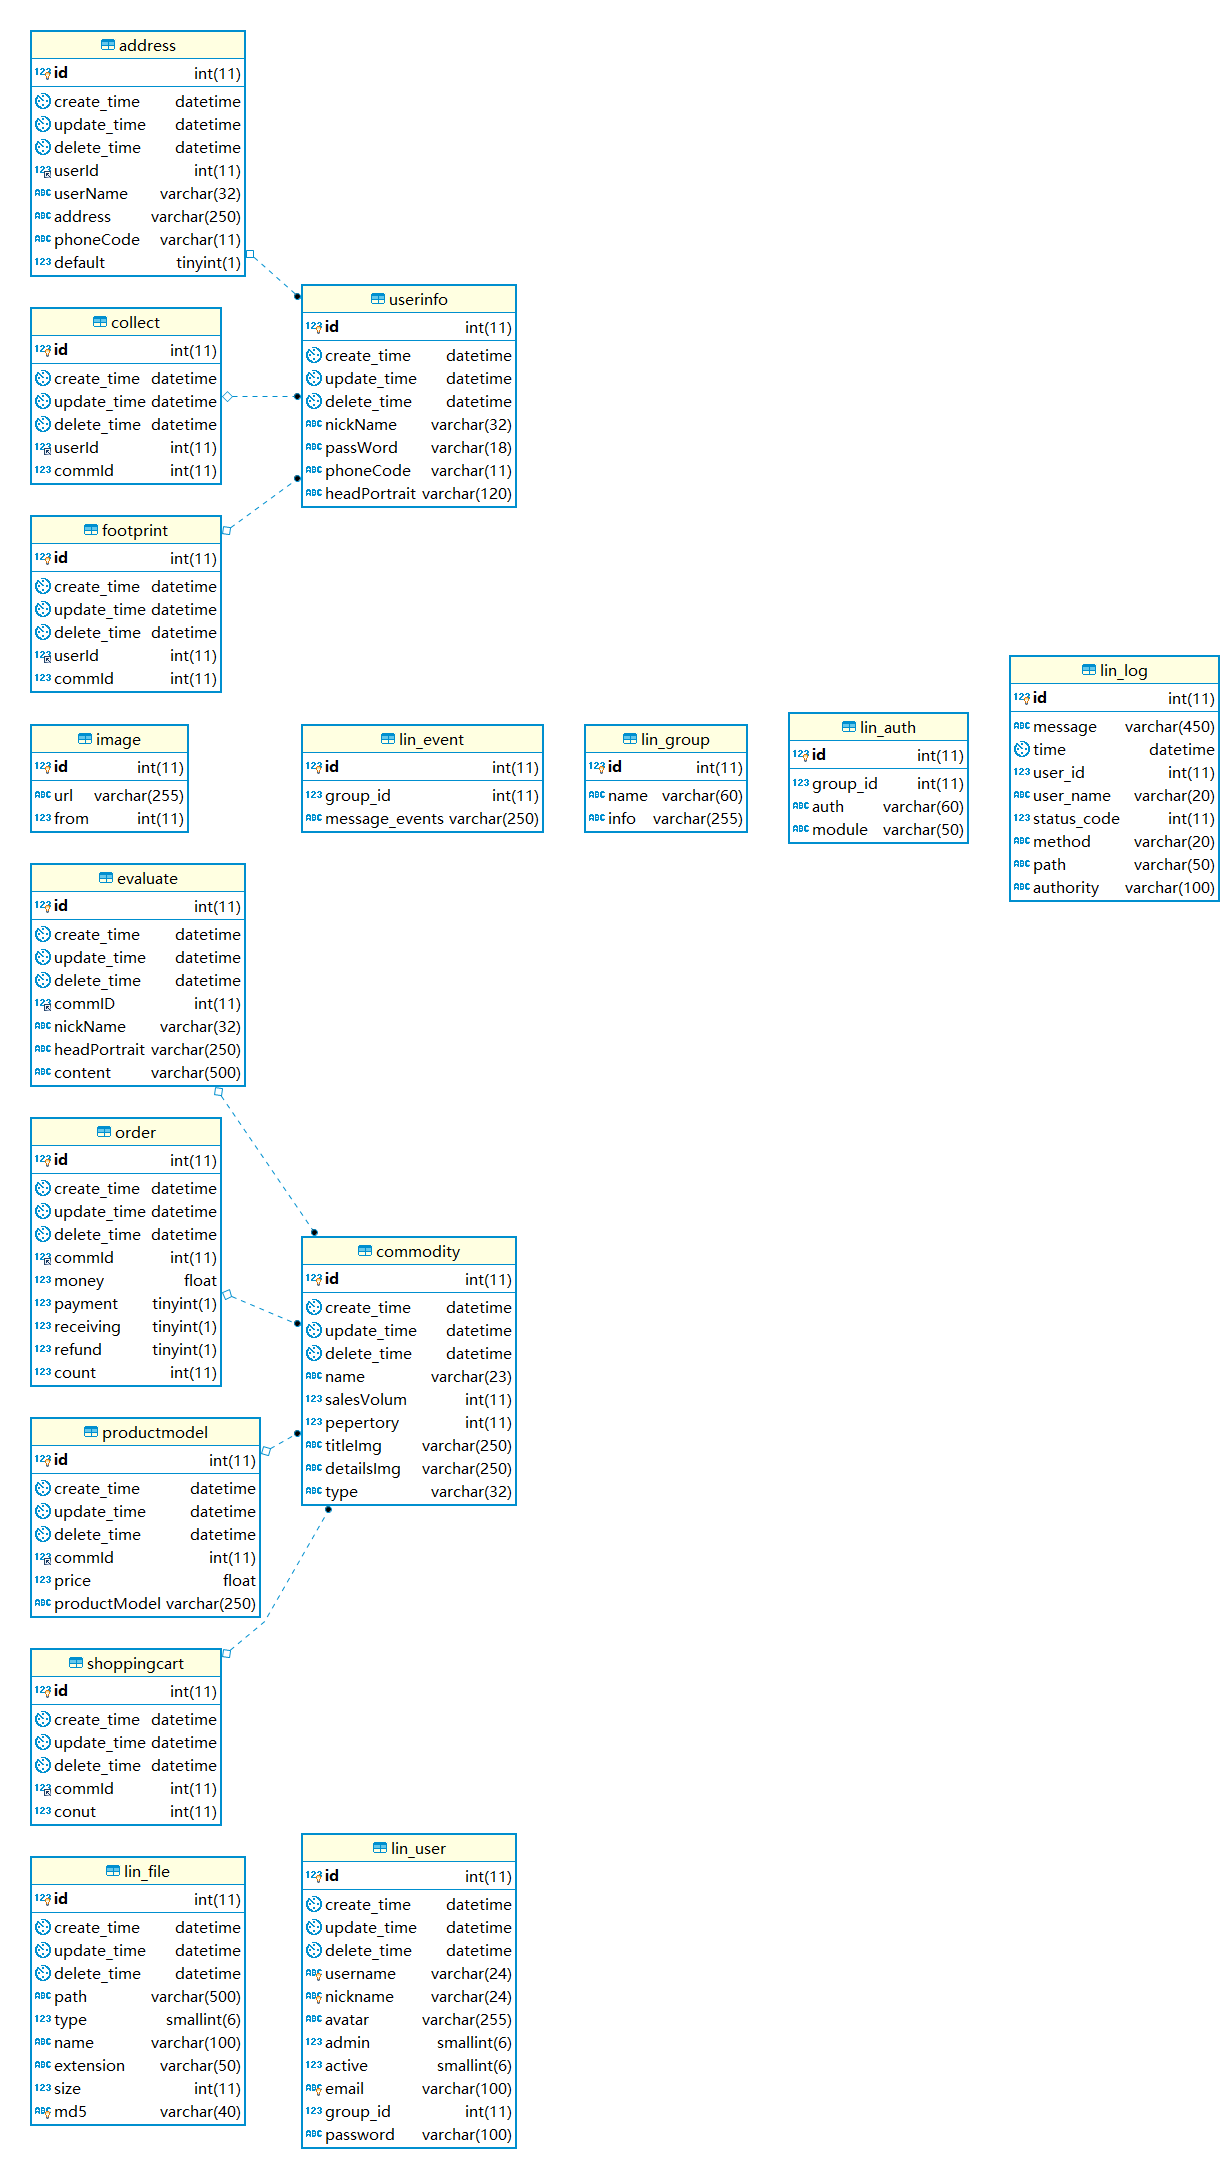 address
id int(11)
create_time datetime
update_time datetime
delete_time datetime
userId int(11)
userName varchar(32)
address varchar(250)
phoneCode varchar(11)
default tinyint(1)
collect
id int(11)
create_time datetime
update_time datetime
delete_time datetime
userId int(11)
commId int(11)
userinfo
id int(11)
create_time datetime
update_time datetime
delete_time datetime
nickName varchar(32)
passWord varchar(18)
phoneCode varchar(11)
headPortrait varchar(120)
footprint
id int(11)
create_time datetime
update_time datetime
delete_time datetime
userId int(11)
commId int(11)
image
id int(11)
url varchar(255)
from int(11)
lin_event
id int(11)
group_id int(11)
message_events varchar(250)
lin_group
id int(11)
name varchar(60)
info varchar(255)
lin_auth
id int(11)
group_id int(11)
auth varchar(60)
module varchar(50)
lin_log
id int(11)
message varchar(450)
time datetime
user_id int(11)
user_name varchar(20)
status_code int(11)
method varchar(20)
path varchar(50)
authority varchar(100)
evaluate
id int(11)
create_time datetime
update_time datetime
delete_time datetime
commID int(11)
nickName varchar(32)
headPortrait varchar(250)
content varchar(500)
order
id int(11)
create_time datetime
update_time datetime
delete_time datetime
commId int(11)
money float
payment tinyint(1)
receiving tinyint(1)
refund tinyint(1)
count int(11)
commodity
id int(11)
create_time datetime
update_time datetime
delete_time datetime
name varchar(23)
salesVolum int(11)
pepertory int(11)
titleImg varchar(250)
detailsImg varchar(250)
type varchar(32)
productmodel
id int(11)
create_time datetime
update_time datetime
delete_time datetime
commId int(11)
price float
productModel varchar(250)
shoppingcart
id int(11)
create_time datetime
update_time datetime
delete_time datetime
commId int(11)
conut int(11)
lin_file
id int(11)
create_time datetime
update_time datetime
delete_time datetime
path varchar(500)
type smallint(6)
name varchar(100)
extension varchar(50)
size int(11)
md5 varchar(40)
lin_user
id int(11)
create_time datetime
update_time datetime
delete_time datetime
username varchar(24)
nickname varchar(24)
avatar varchar(255)
admin smallint(6)
active smallint(6)
email varchar(100)
group_id int(11)
password varchar(100)